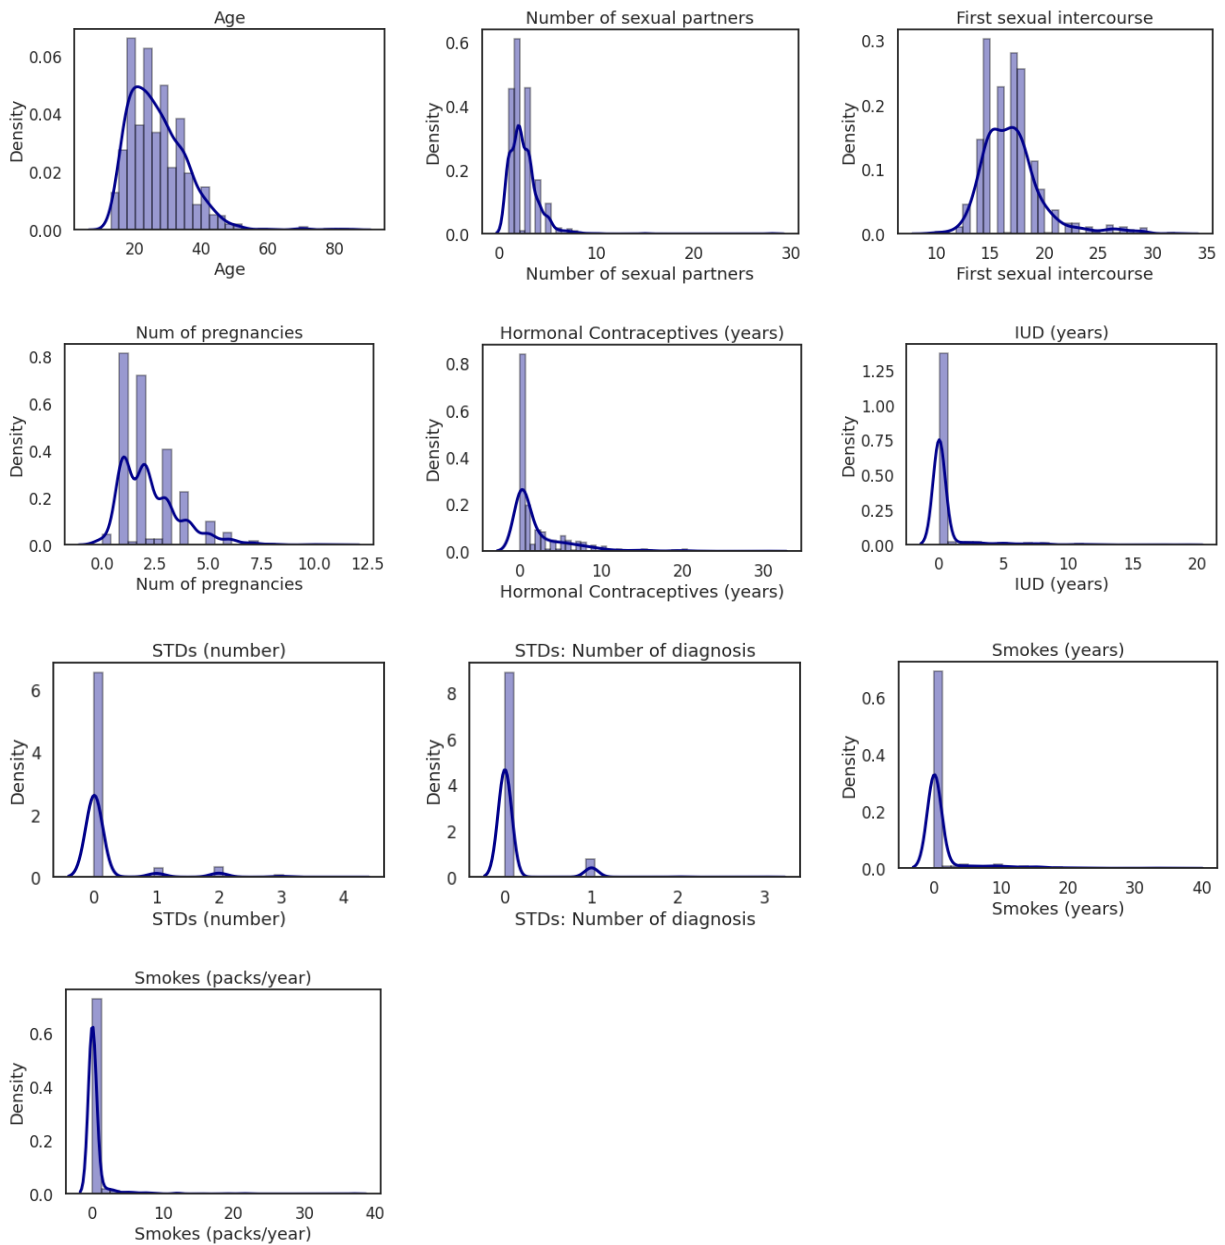 Age
Density
0.06
0.04
0.02
0.00
20 40 60 80
Age
Number of sexual partners
Density
0.6
0.4
0.2
0.0
0 10 20 30
Number of sexual partners
First sexual intercourse
Density
0.3
0.2
0.1
0.0
10 15 20 25 30 35
First sexual intercourse
Num of pregnancies
Density
0.8
0.6
0.4
0.2
0.0
0.0 2.5 5.0 7.5 10.0 12.5
Num of pregnancies
Hormonal Contraceptives (years)
Density
0.8
0.6
0.4
0.2
0.0
0 10 20 30
Hormonal Contraceptives (years)
IUD (years)
Density
1.25
1.00
0.75
0.50
0.25
0.00
0 5 10 15 20
IUD (years)
STDs (number)
Density
6
4
2
0
0 1 2 3 4
STDs (number)
STDs: Number of diagnosis
Density
8
6
4
2
0
0 1 2 3
STDs: Number of diagnosis
Smokes (years)
Density
0.6
0.4
0.2
0.0
0 10 20 30 40
Smokes (years)
Smokes (packs/year)
Density
0.6
0.4
0.2
0.0
0 10 20 30 40
Smokes (packs/year)